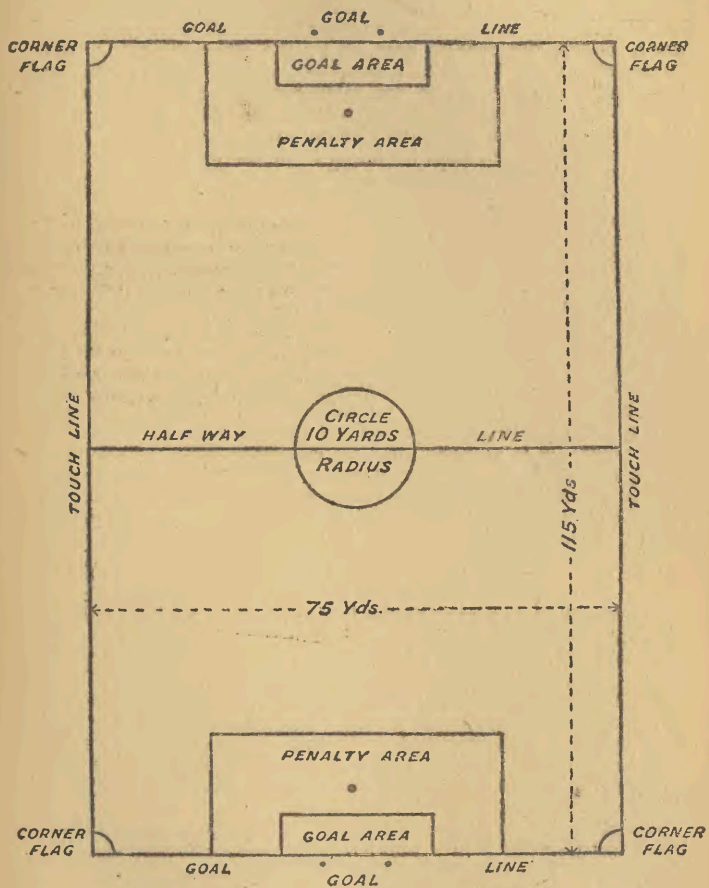 GOAL
GOAL LINE
CORNER FLAG
CORNER FLAG
GOAL AREA
PENALTY AREA
TOUCH LINE
HALF WAY LINE
CIRCLE
10 YARDS
RADIUS
TOUCH LINE
115 Yds
75 Yds.
PENALTY AREA
GOAL AREA
CORNER FLAG
CORNER FLAG
GOAL LINE
GOAL